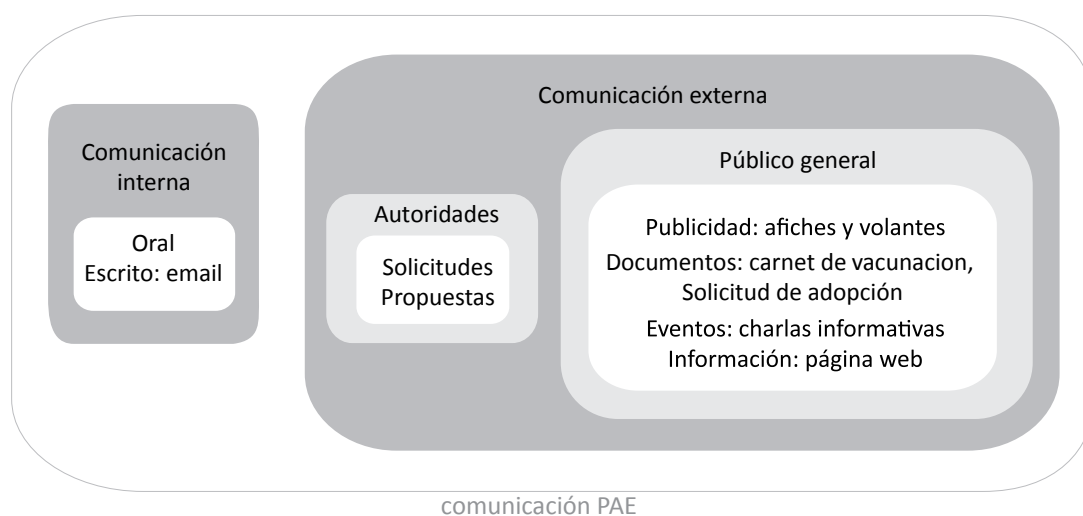 Comunicación
interna
Oral
Escrito: email
Comunicación externa
Autoridades
Solicitudes
Propuestas
Público general
Publicidad: afiches y volantes
Documentos: carnet de vacunacion,
Solicitud de adopción
Eventos: charlas informativas
Información: página web
comunicación PAE